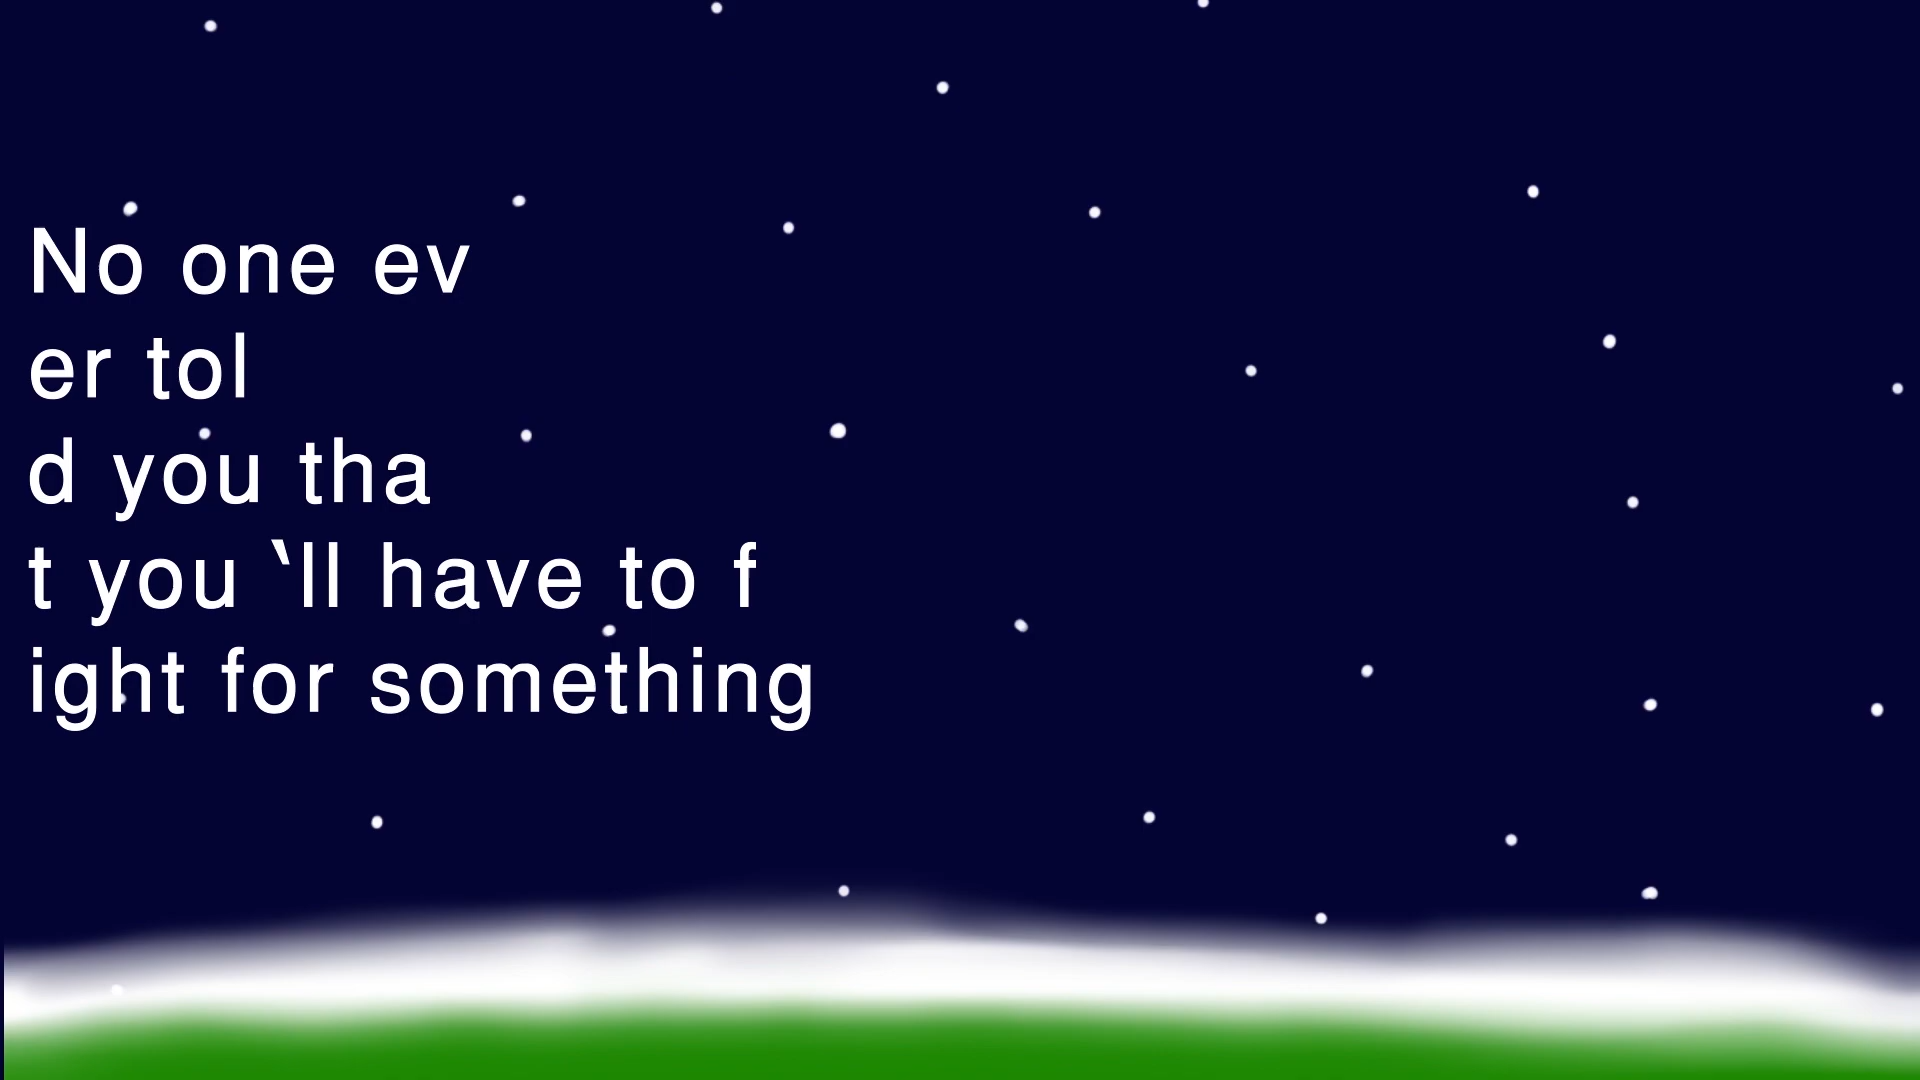 No one ev
er tol
d you tha
t you `ll have to f
ight for something